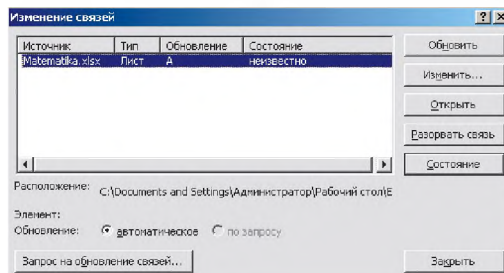 Изменение связей
Источник Тип Обновление Состояние
Matematika.xlsx Лист А неизвестно
Обновить
Изменить...
Открыть
Разорвать связь
Состояние
Расположение: C:\Documents and Settings\Администратор\Рабочий стол\E
Элемент:
Обновление: автоматическое по запросу
Запрос на обновление связей... Закрыть